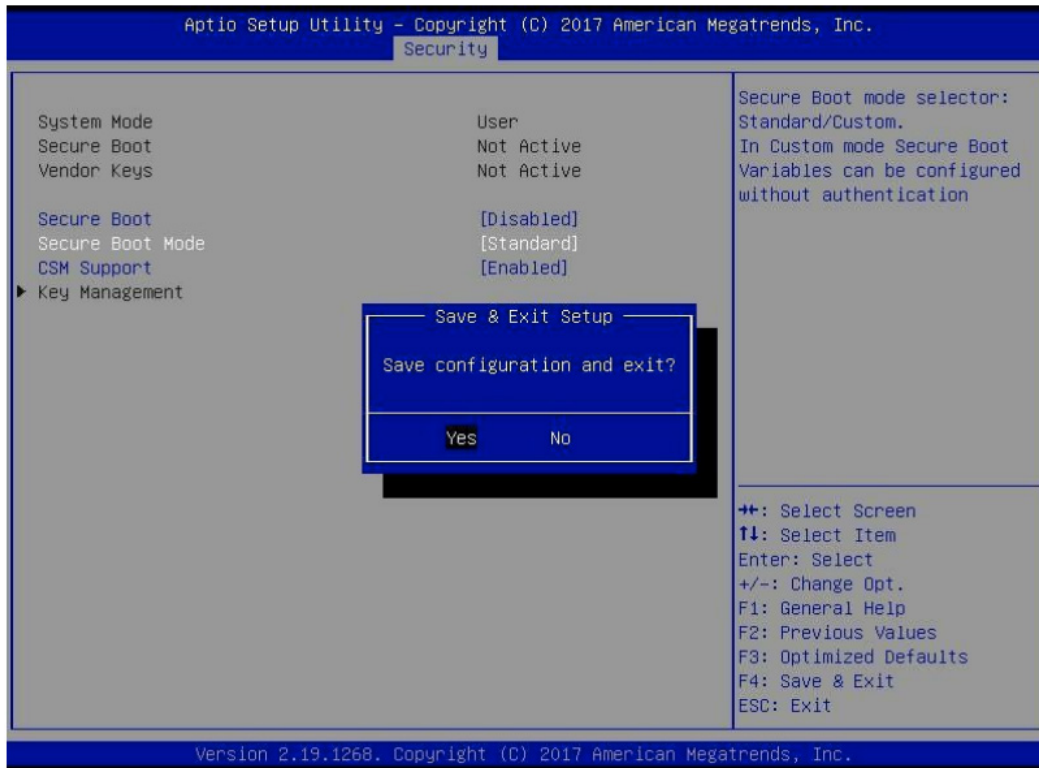 Aptio Setup Utility – Copyright (C) 2017 American Megatrends, Inc.
Security
System Mode User
Secure Boot Not Active
Vendor Keys Not Active
Secure Boot [Disabled]
Secure Boot Mode [Standard]
CSM Support [Enabled]
▶ Key Management
Save & Exit Setup
Save configuration and exit?
Yes No
Secure Boot mode selector:
Standard/Custom.
In Custom mode Secure Boot
Variables can be configured
without authentication
→←: Select Screen
↑↓: Select Item
Enter: Select
+/-: Change Opt.
F1: General Help
F2: Previous Values
F3: Optimized Defaults
F4: Save & Exit
ESC: Exit
Version 2.19.1268. Copyright (C) 2017 American Megatrends, Inc.